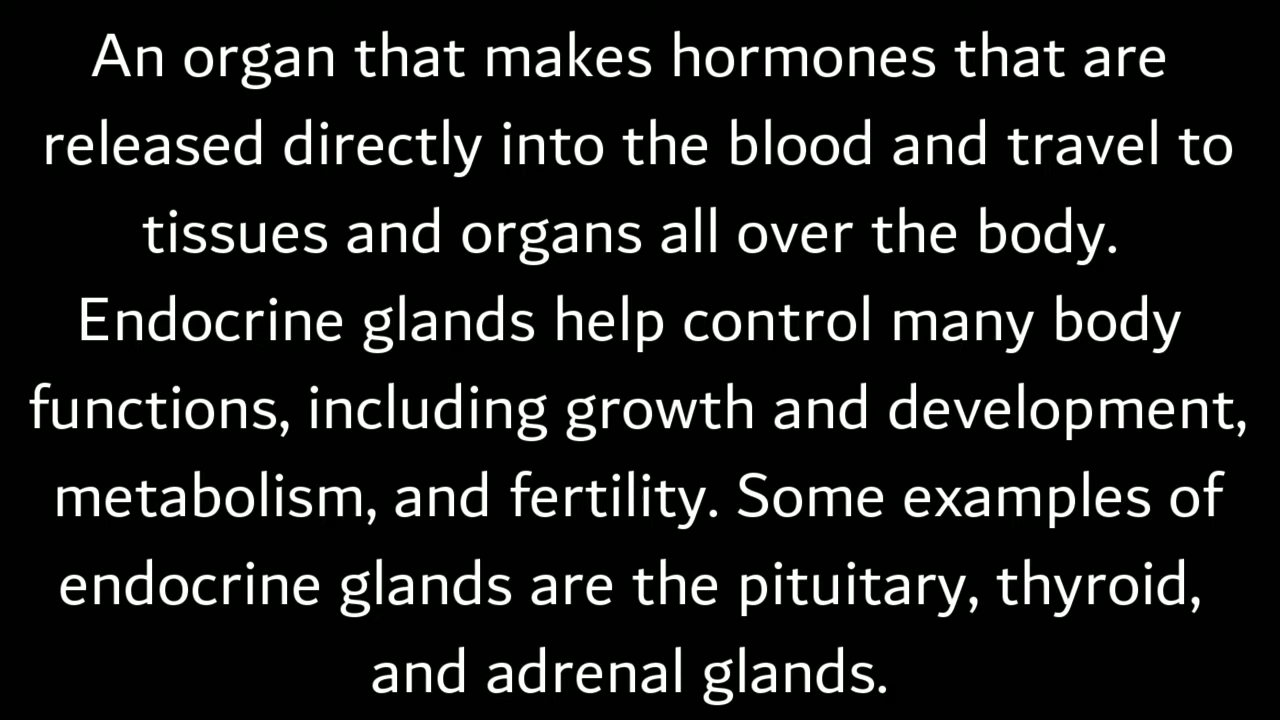 An organ that makes hormones that are
released directly into the blood and travel to
tissues and organs all over the body.
Endocrine glands help control many body
functions, including growth and development,
metabolism, and fertility. Some examples of
endocrine glands are the pituitary, thyroid,
and adrenal glands.